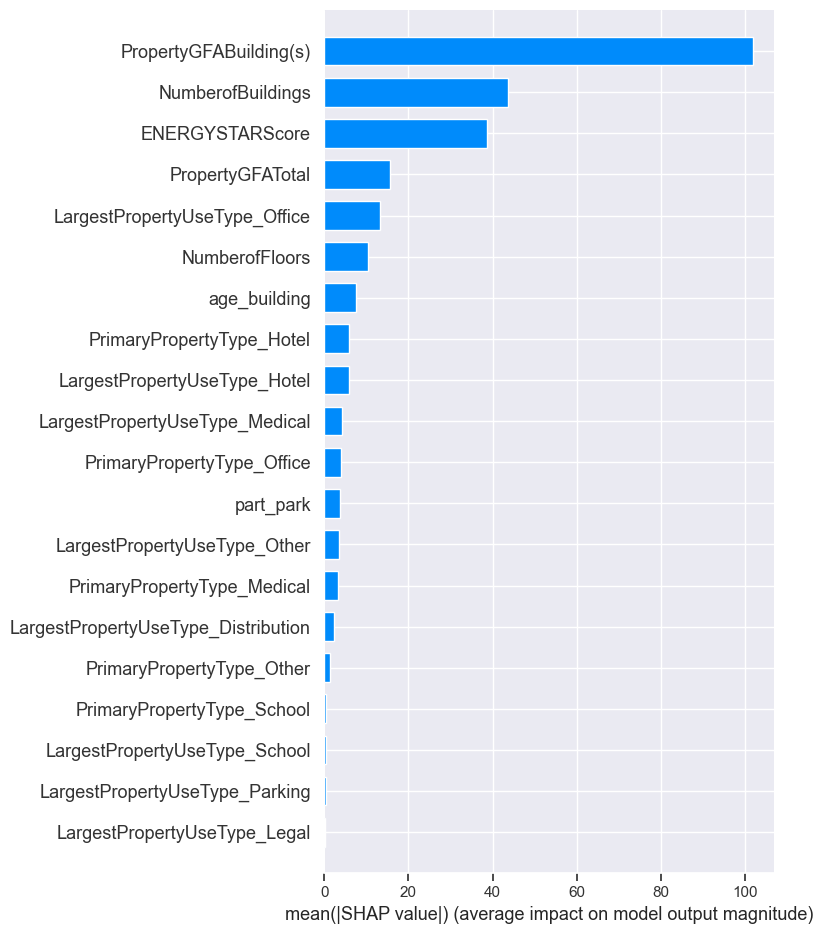 PropertyGFABuilding(s)
NumberofBuildings
ENERGYSTARScore
PropertyGFATotal
LargestPropertyUseType_Office
NumberofFloors
age_building
PrimaryPropertyType_Hotel
LargestPropertyUseType_Hotel
LargestPropertyUseType_Medical
PrimaryPropertyType_Office
part_park
LargestPropertyUseType_Other
PrimaryPropertyType_Medical
LargestPropertyUseType_Distribution
PrimaryPropertyType_Other
PrimaryPropertyType_School
LargestPropertyUseType_School
LargestPropertyUseType_Parking
LargestPropertyUseType_Legal
0 20 40 60 80 100
mean(|SHAP value|) (average impact on model output magnitude)